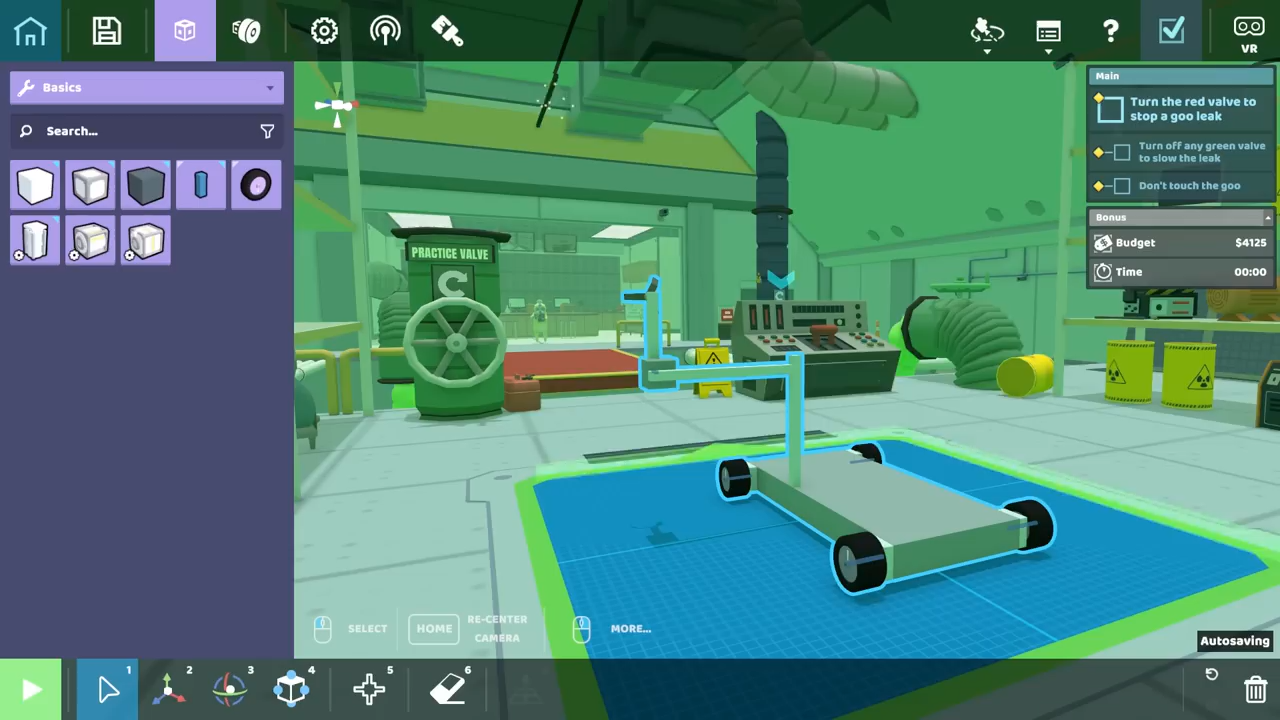 VR
Basics
Search...
Main
Turn the red valve to
stop a goo leak
Turn off any green valve
to slow the leak
Don't touch the goo
Bonus
Budget
$4125
Time
00:00
PRACTICE VALVE
SELECT
HOME
RE-CENTER
CAMERA
MORE...
Autosaving
1
2
3
4
5
6